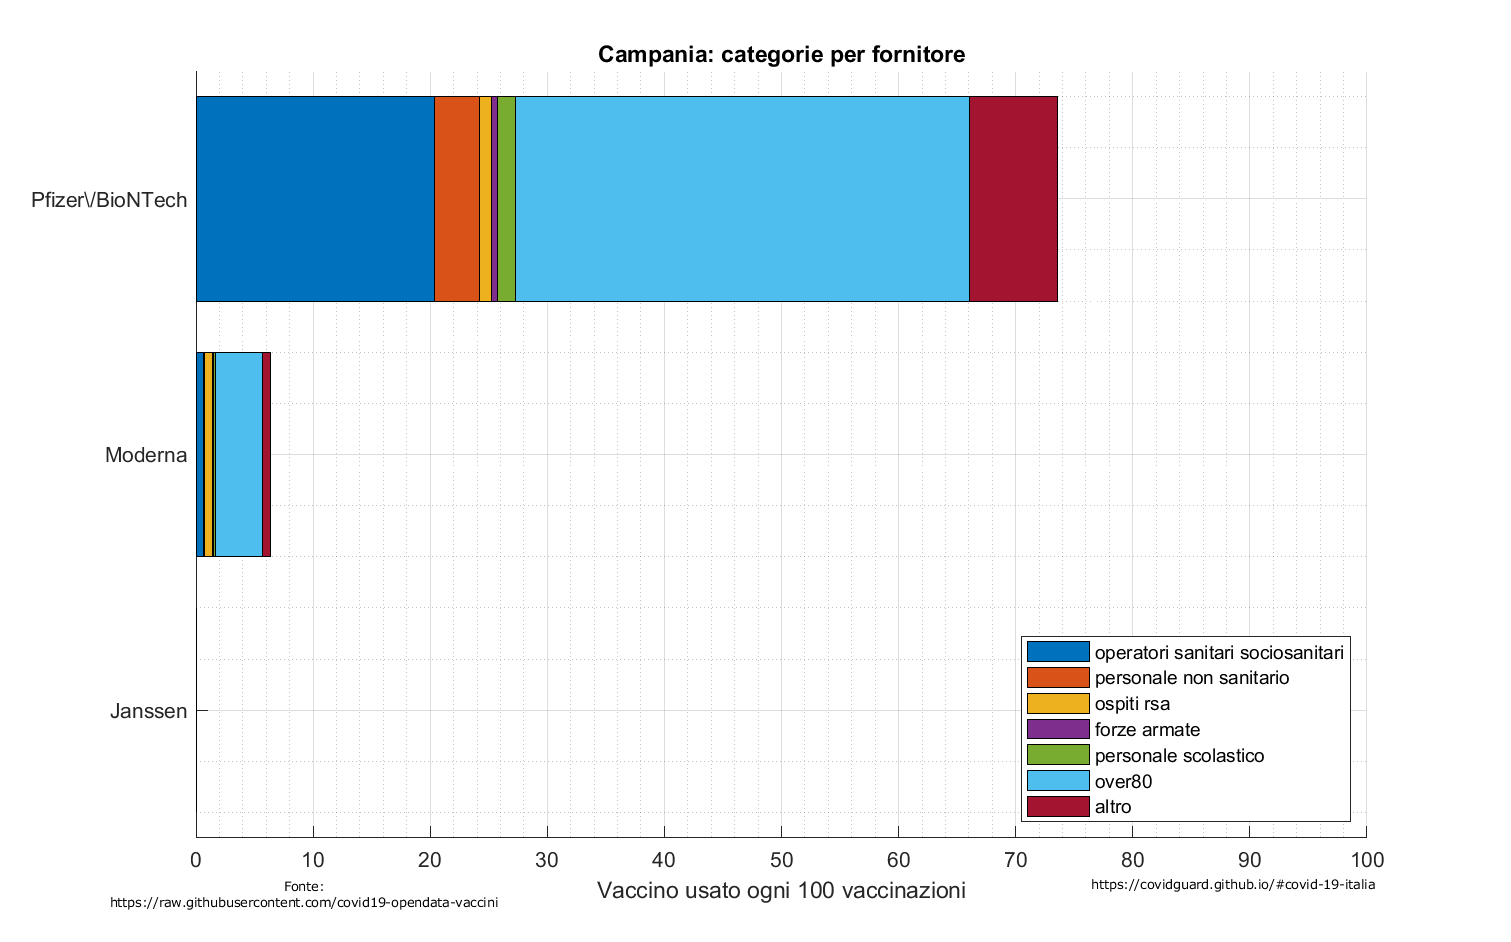 Campania: categorie per fornitore
Pfizer\/BioNTech
Moderna
Janssen
operatori sanitari sociosanitari
personale non sanitario
ospiti rsa
forze armate
personale scolastico
over80
altro
0 10 20 30 40 50 60 70 80 90 100
Vaccino usato ogni 100 vaccinazioni
Fonte:
https://raw.githubusercontent.com/covid19-opendata-vaccini
https://covidguard.github.io/#covid-19-italia